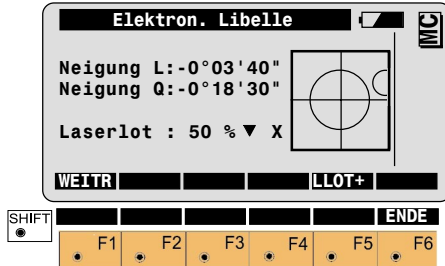 Elektron. Libelle
MC
Neigung L:-0°03'40"
Neigung Q:-0°18'30"
Laserlot : 50 %▼ X
WEITR LLOT+
SHIFT ENDE
F1 F2 F3 F4 F5 F6